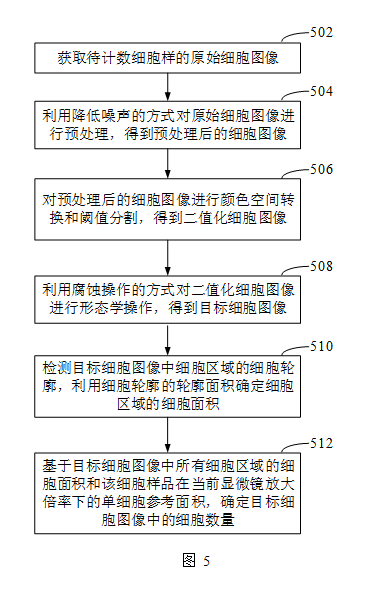 502
获取待计数细胞样的原始细胞图像
504
利用降低噪声的方式对原始细胞图像进
行预处理，得到预处理后的细胞图像
506
对预处理后的细胞图像进行颜色空间转
换和阈值分割，得到二值化细胞图像
508
利用腐蚀操作的方式对二值化细胞图像
进行形态学操作，得到目标细胞图像
510
检测目标细胞图像中细胞区域的细胞轮
廓，利用细胞轮廓的轮廓面积确定细胞
区域的细胞面积
512
基于目标细胞图像中所有细胞区域的细
胞面积和该细胞样品在当前显微镜放大
倍率下的单细胞参考面积，确定目标细
胞图像中的细胞数量
图 5